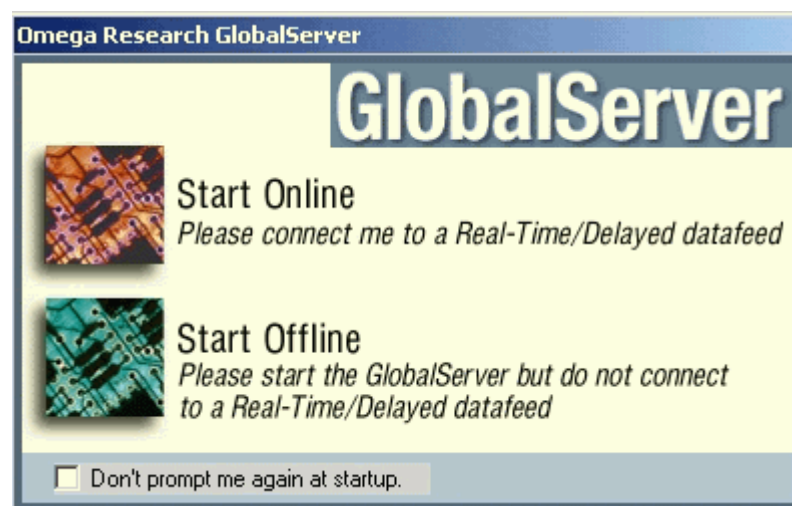 Omega Research GlobalServer
GlobalServer
Start Online
Please connect me to a Real-Time/Delayed datafeed
Start Offline
Please start the GlobalServer but do not connect
to a Real-Time/Delayed datafeed
Don't prompt me again at startup.